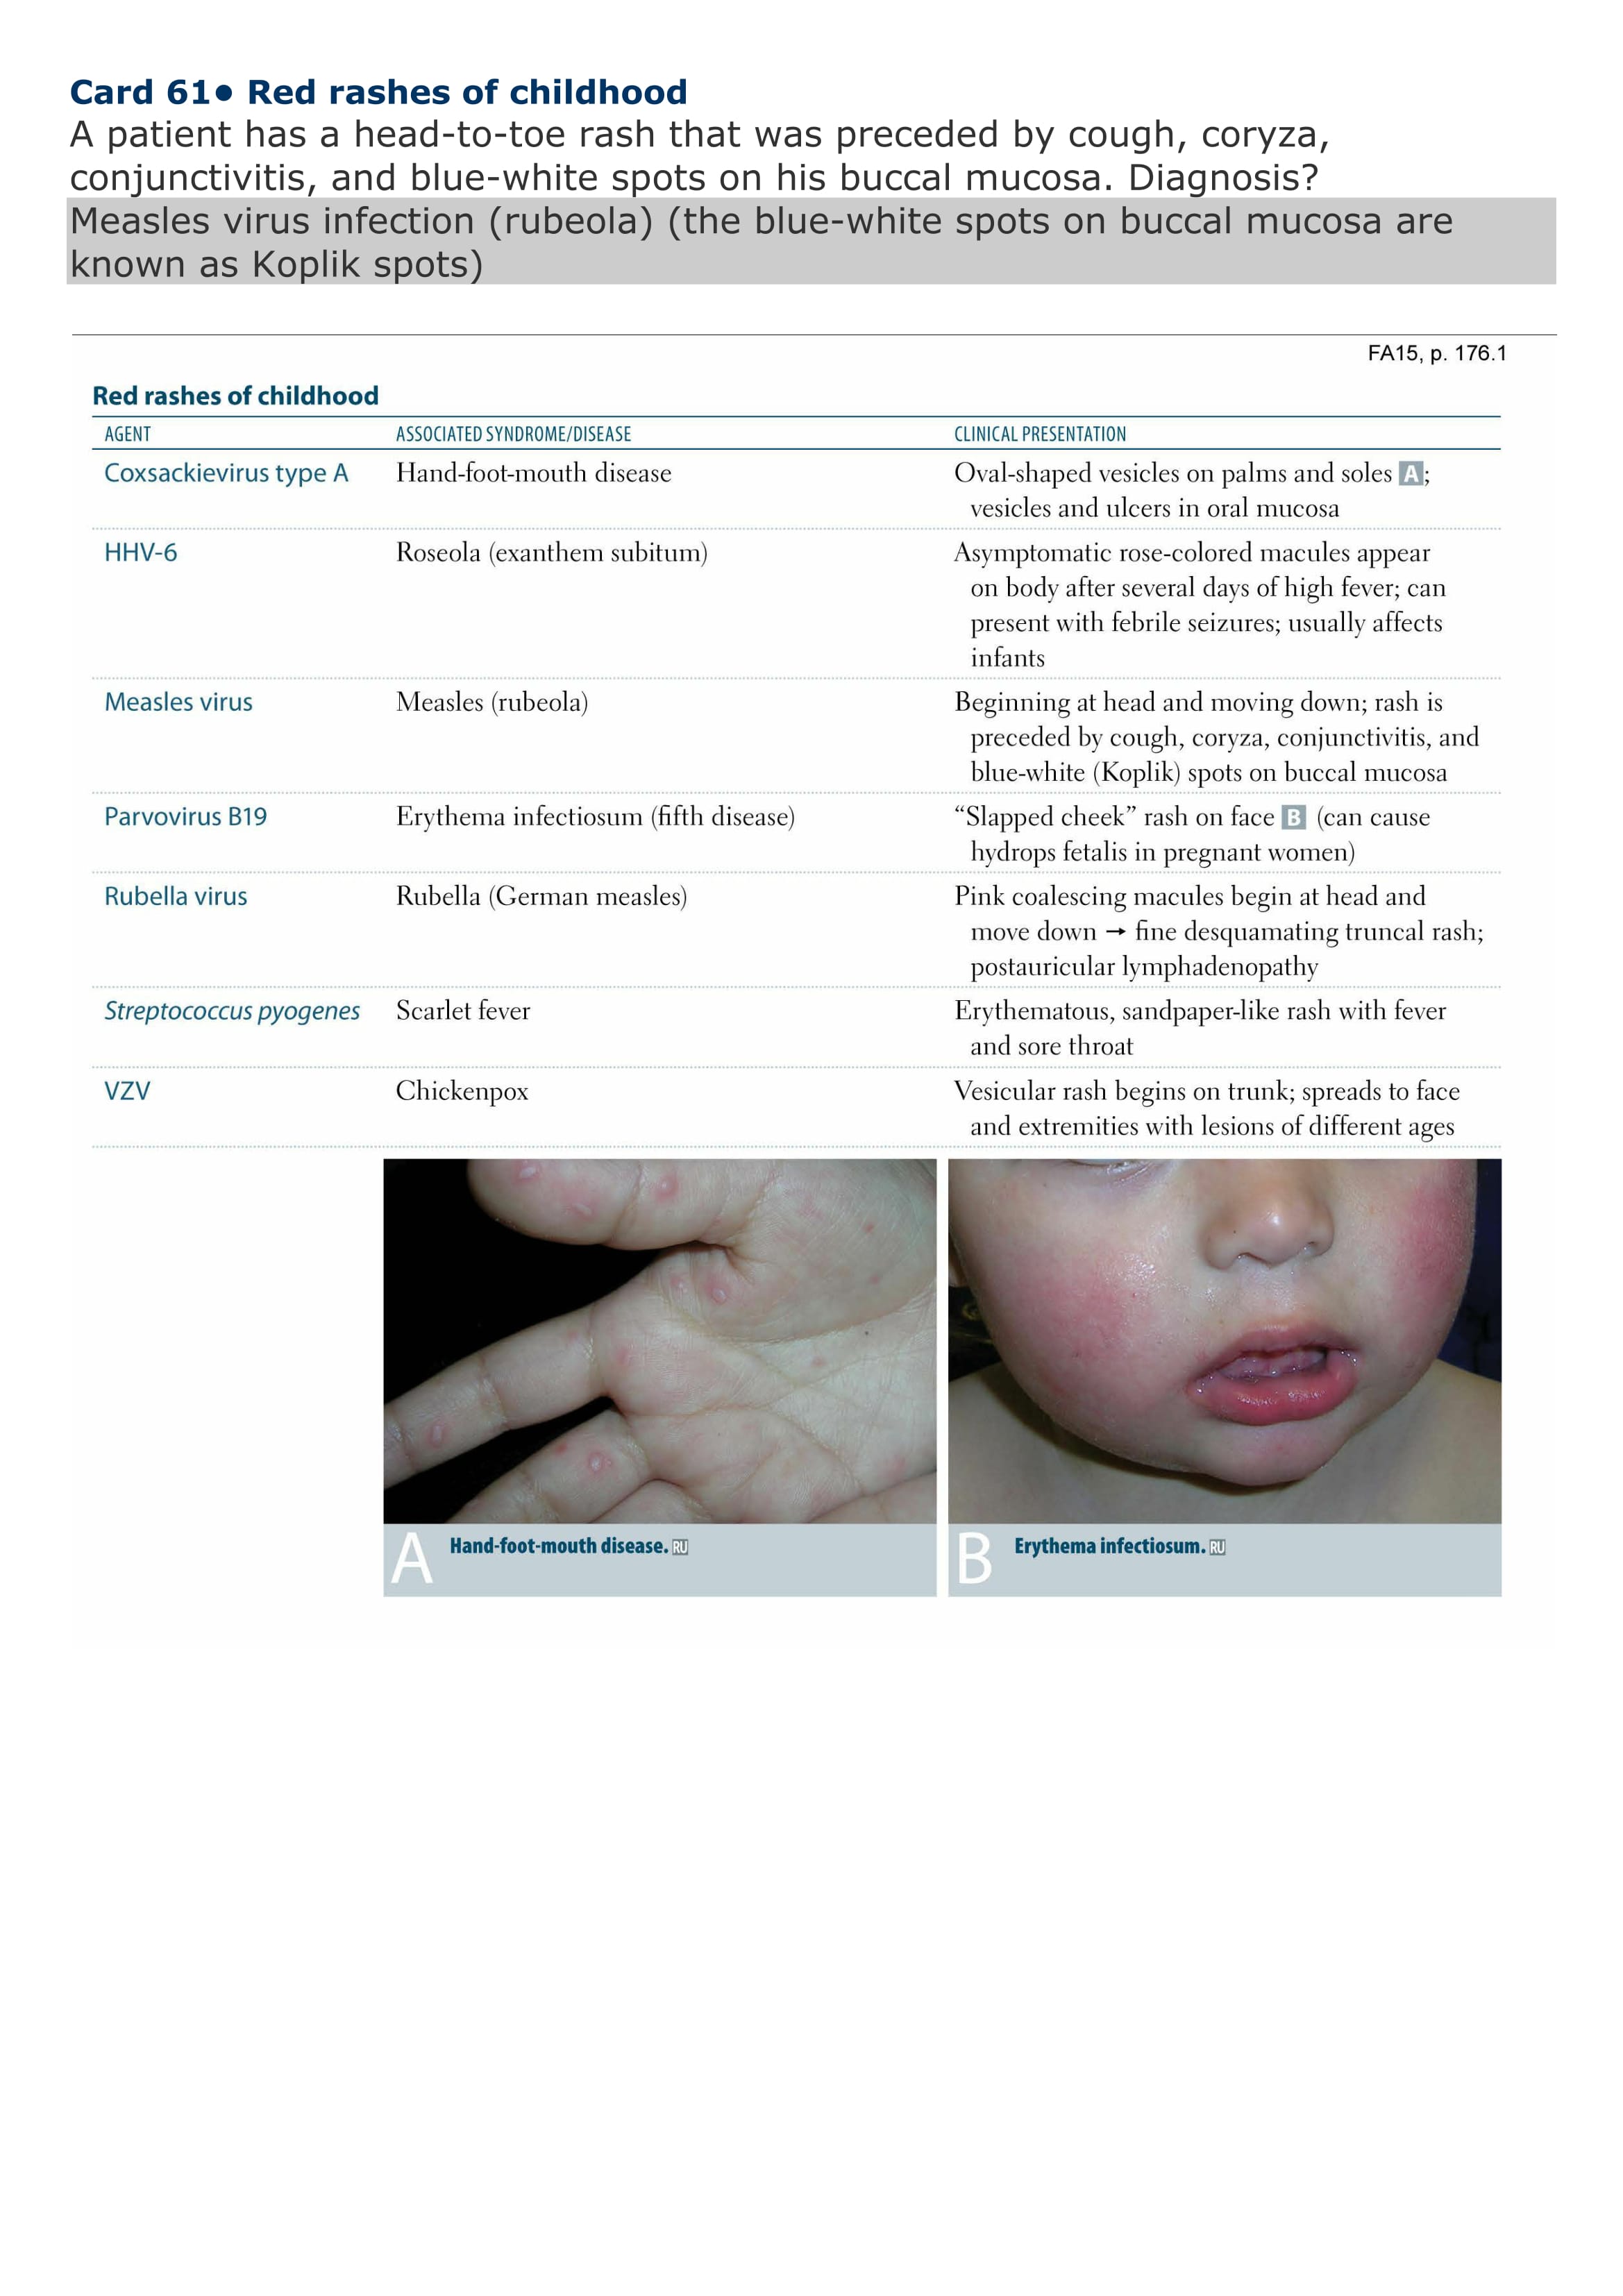 Card 61• Red rashes of childhood
A patient has a head-to-toe rash that was preceded by cough, coryza,
conjunctivitis, and blue-white spots on his buccal mucosa. Diagnosis?
Measles virus infection (rubeola) (the blue-white spots on buccal mucosa are
known as Koplik spots)
FA15, p. 176.1
Red rashes of childhood
AGENT ASSOCIATED SYNDROME/DISEASE CLINICAL PRESENTATION
Coxsackievirus type A Hand-foot-mouth disease Oval-shaped vesicles on palms and soles A;
vesicles and ulcers in oral mucosa
HHV-6 Roseola (exanthem subitum) Asymptomatic rose-colored macules appear
on body after several days of high fever; can
present with febrile seizures; usually affects
infants
Measles virus Measles (rubeola) Beginning at head and moving down; rash is
preceded by cough, coryza, conjunctivitis, and
blue-white (Koplik) spots on buccal mucosa
Parvovirus B19 Erythema infectiosum (fifth disease) “Slapped cheek” rash on face B (can cause
hydrops fetalis in pregnant women)
Rubella virus Rubella (German measles) Pink coalescing macules begin at head and
move down → fine desquamating truncal rash;
postauricular lymphadenopathy
Streptococcus pyogenes Scarlet fever Erythematous, sandpaper-like rash with fever
and sore throat
VZV Chickenpox Vesicular rash begins on trunk; spreads to face
and extremities with lesions of different ages
A Hand-foot-mouth disease. RU
B Erythema infectiosum. RU